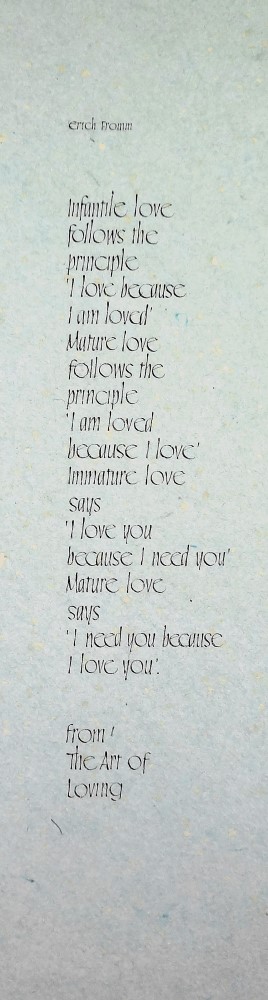 erich fromm
Infantile love
follows the
principle
'I love because
I am loved'
Mature love
follows the
principle
'I am loved
because I love'
Immature love
says
'I love you
because I need you'
Mature love
says
'I need you because
I love you'.
from '
The Art of
Loving